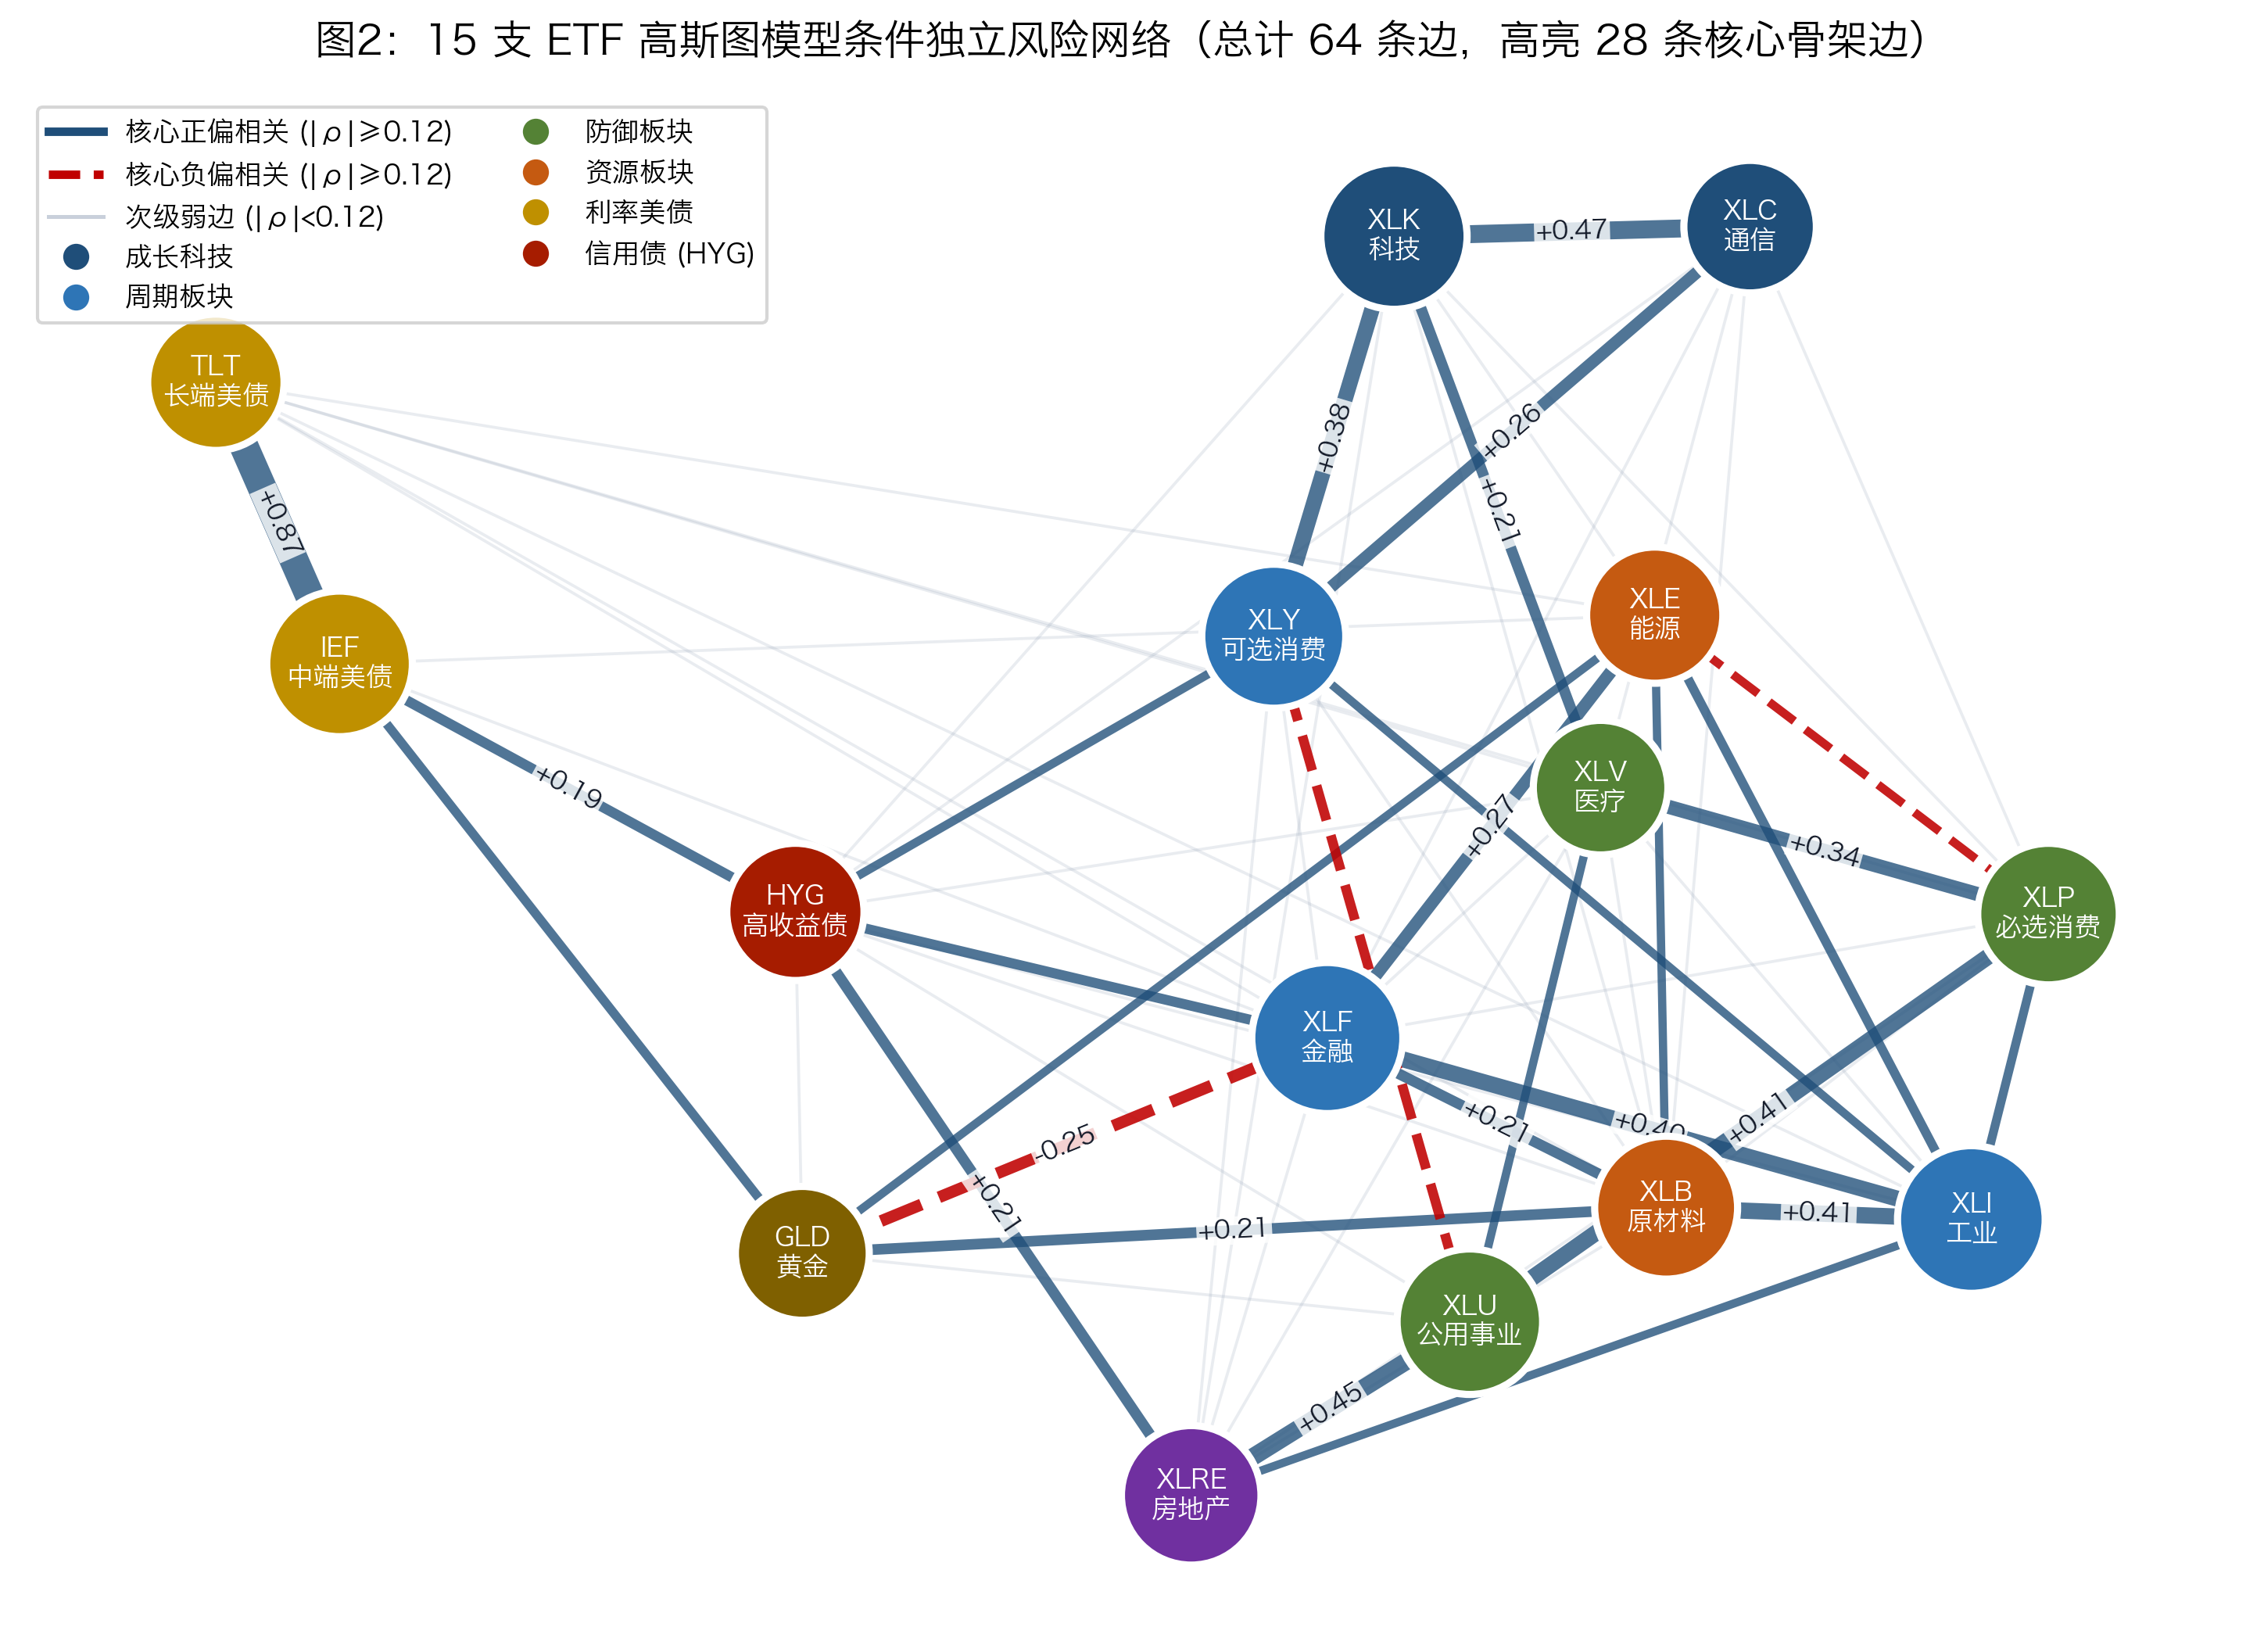 图2：15 支 ETF 高斯图模型条件独立风险网络（总计 64 条边，高亮 28 条核心骨架边）
核心正偏相关 (|ρ|≥0.12)
核心负偏相关 (|ρ|≥0.12)
次级弱边 (|ρ|<0.12)
成长科技
周期板块
防御板块
资源板块
利率美债
信用债 (HYG)
XLK
科技
+0.47
XLC
通信
TLT
长端美债
+0.38
+0.26
+0.21
+0.87
XLE
能源
XLY
可选消费
IEF
中端美债
+0.19
XLV
医疗
+0.27
+0.34
HYG
高收益债
XLP
必选消费
XLF
金融
+0.21
+0.40
+0.41
-0.25
+0.21
GLD
黄金
+0.21
XLB
原材料
+0.41
XLI
工业
XLU
公用事业
+0.45
XLRE
房地产